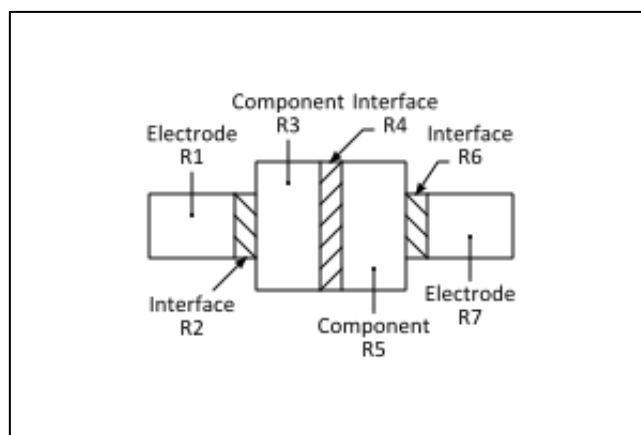 Component
R3
Interface
R4
Electrode
R1
Interface
R6
Interface
R2
Component
R5
Electrode
R7